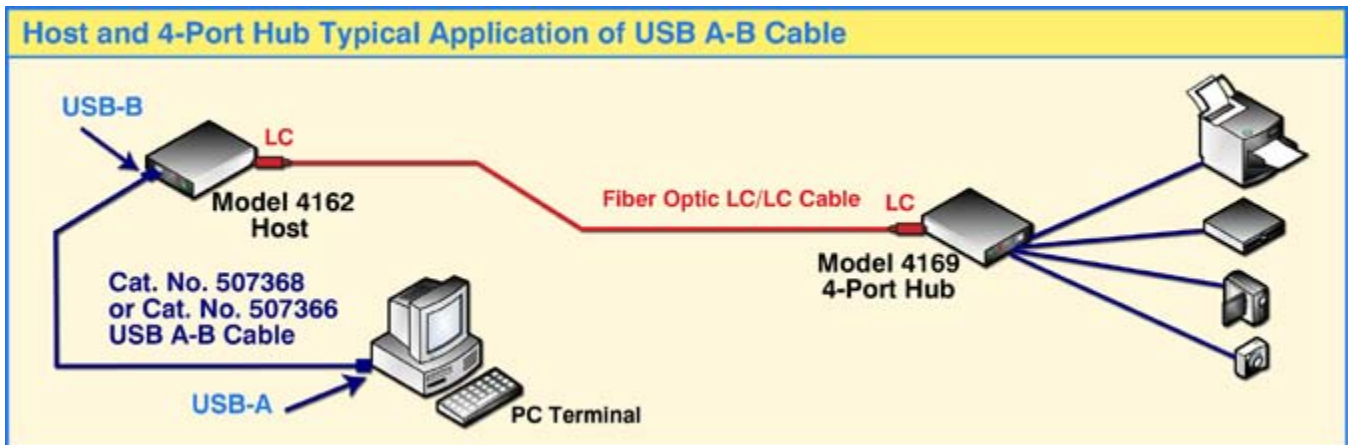 Host and 4-Port Hub Typical Application of USB A-B Cable
USB-B
LC
Model 4162
Host
Fiber Optic LC/LC Cable
LC
Model 4169
4-Port Hub
Cat. No. 507368
or Cat. No. 507366
USB A-B Cable
USB-A
PC Terminal